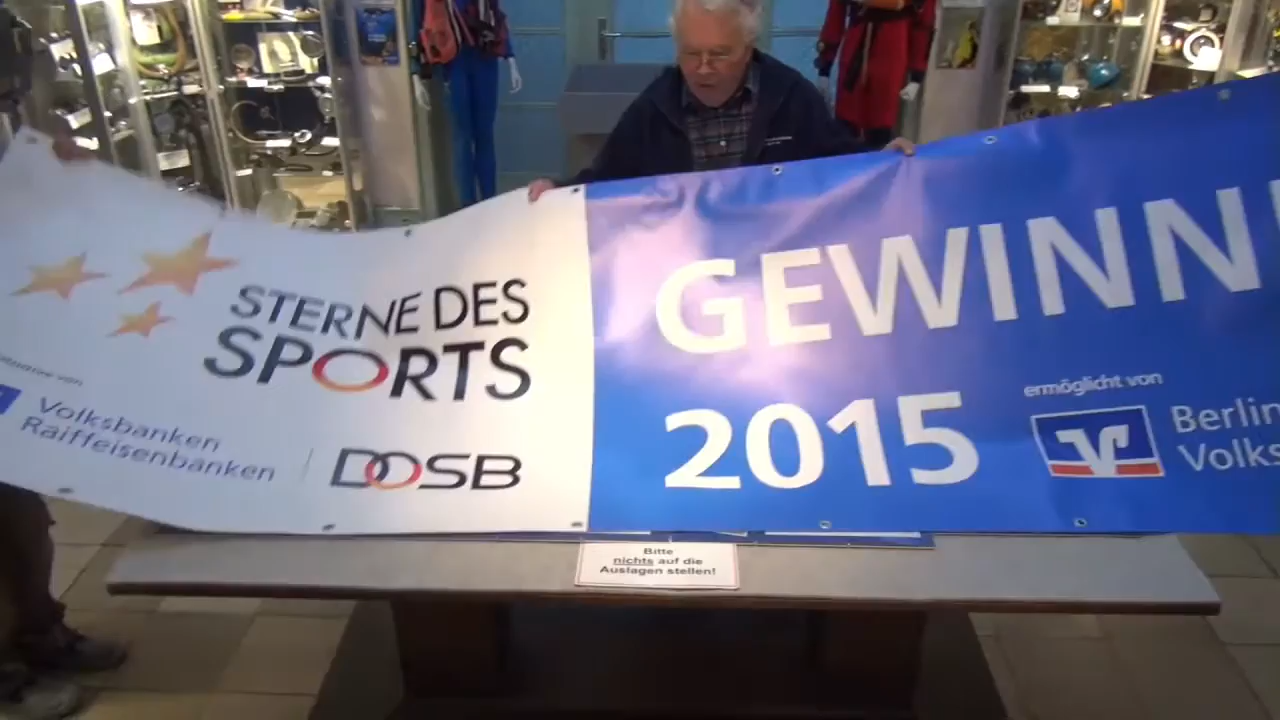 STERNE DES
SPORTS
Volksbanken
Raiffeisenbanken
DOSB
GEWINN
2015
ermöglicht von
Berlin
Volks
Bitte
nichts auf die
Auslagen stellen!